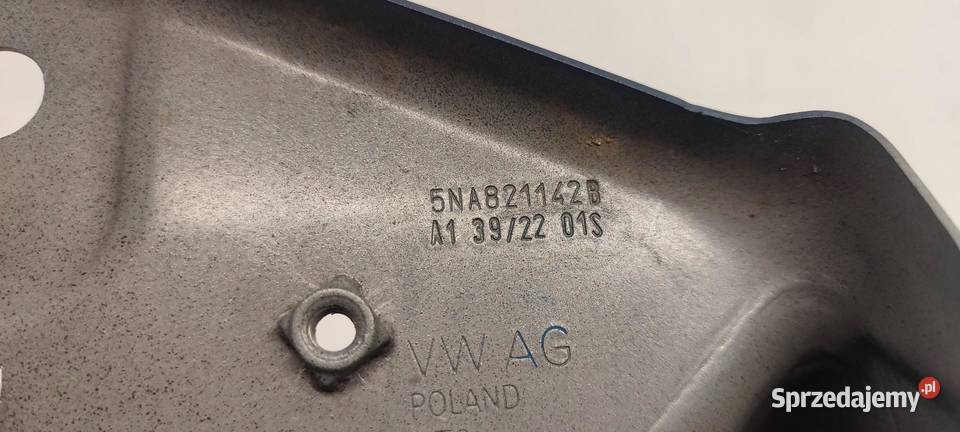 5NA821142B
A1 39/22 01S
VW AG
POLAND
Sprzedajemy.pl